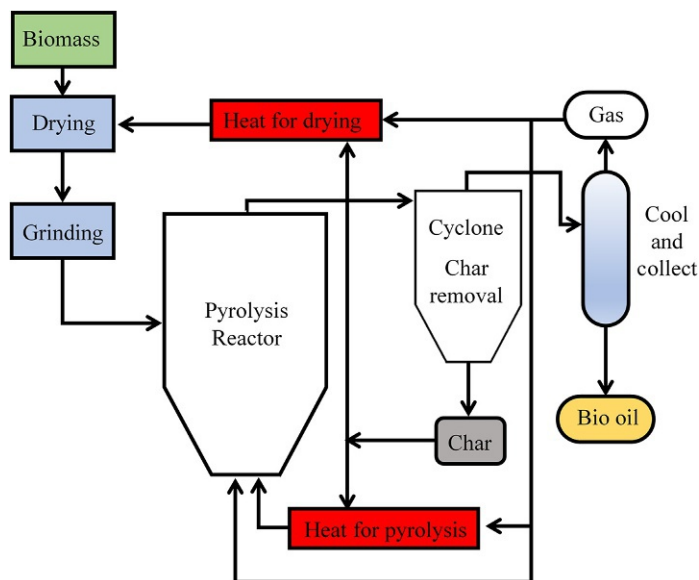 Biomass
Drying
Heat for drying
Gas
Grinding
Cyclone
Char
removal
Cool
and
collect
Pyrolysis
Reactor
Char
Bio oil
Heat for pyrolysis